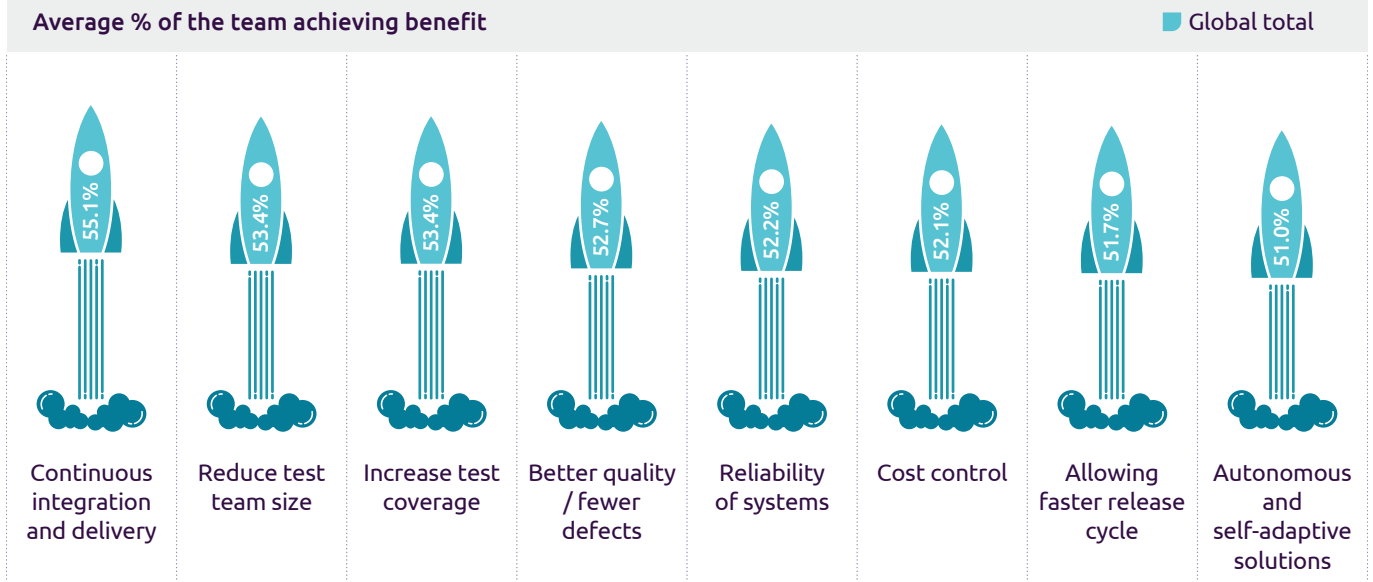 Average % of the team achieving benefit
Global total
55.1%
53.4%
53.4%
52.7%
52.2%
52.1%
51.7%
51.0%
Continuous
integration
and delivery
Reduce test
team size
Increase test
coverage
Better quality
/ fewer
defects
Reliability
of systems
Cost control
Allowing
faster release
cycle
Autonomous
and
self-adaptive
solutions